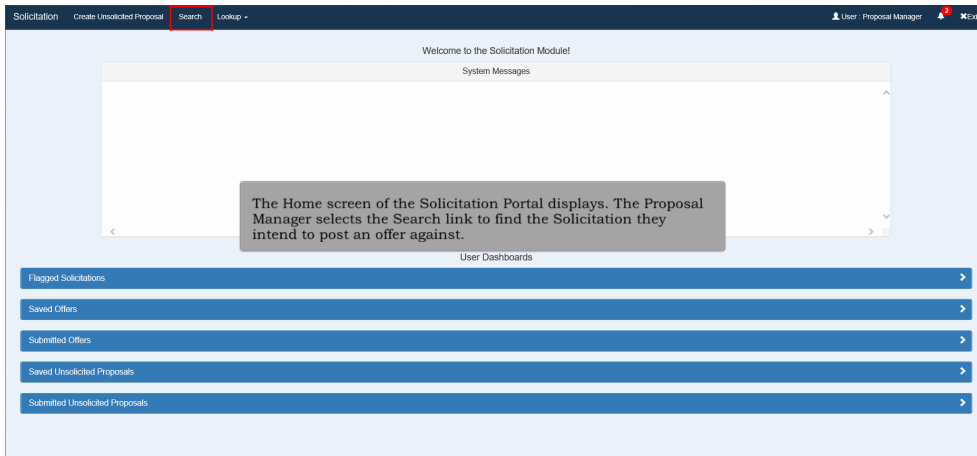 Solicitation Create Unsolicited Proposal Search Lookup User : Proposal Manager 2 Exi
Welcome to the Solicitation Module!
System Messages
The Home screen of the Solicitation Portal displays. The Proposal
Manager selects the Search link to find the Solicitation they
intend to post an offer against.
User Dashboards
Flagged Solicitations
Saved Offers
Submitted Offers
Saved Unsolicited Proposals
Submitted Unsolicited Proposals